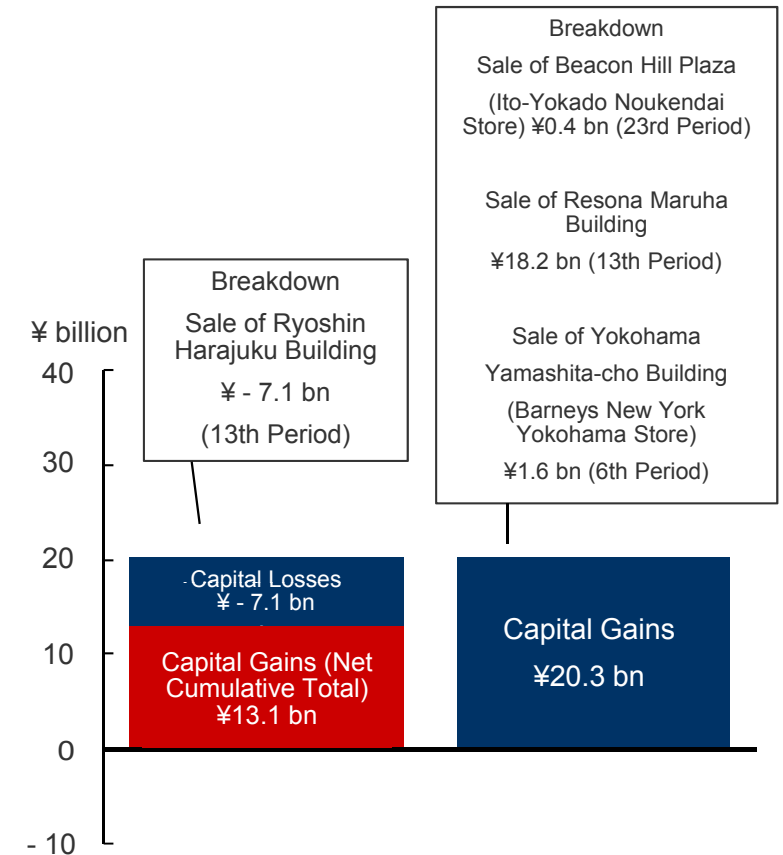 Breakdown
Sale of Beacon Hill Plaza
(Ito-Yokado Noukendai
Store) ¥0.4 bn (23rd Period)
Sale of Resona Maruha
Building
¥18.2 bn (13th Period)
Sale of Yokohama
Yamashita-cho Building
(Barneys New York
Yokohama Store)
¥1.6 bn (6th Period)
Breakdown
Sale of Ryoshin
Harajuku Building
¥ - 7.1 bn
(13th Period)
¥ billion
40
30
20
10
0
- 10
Capital Losses
¥ - 7.1 bn
Capital Gains (Net
Cumulative Total)
¥13.1 bn
Capital Gains
¥20.3 bn